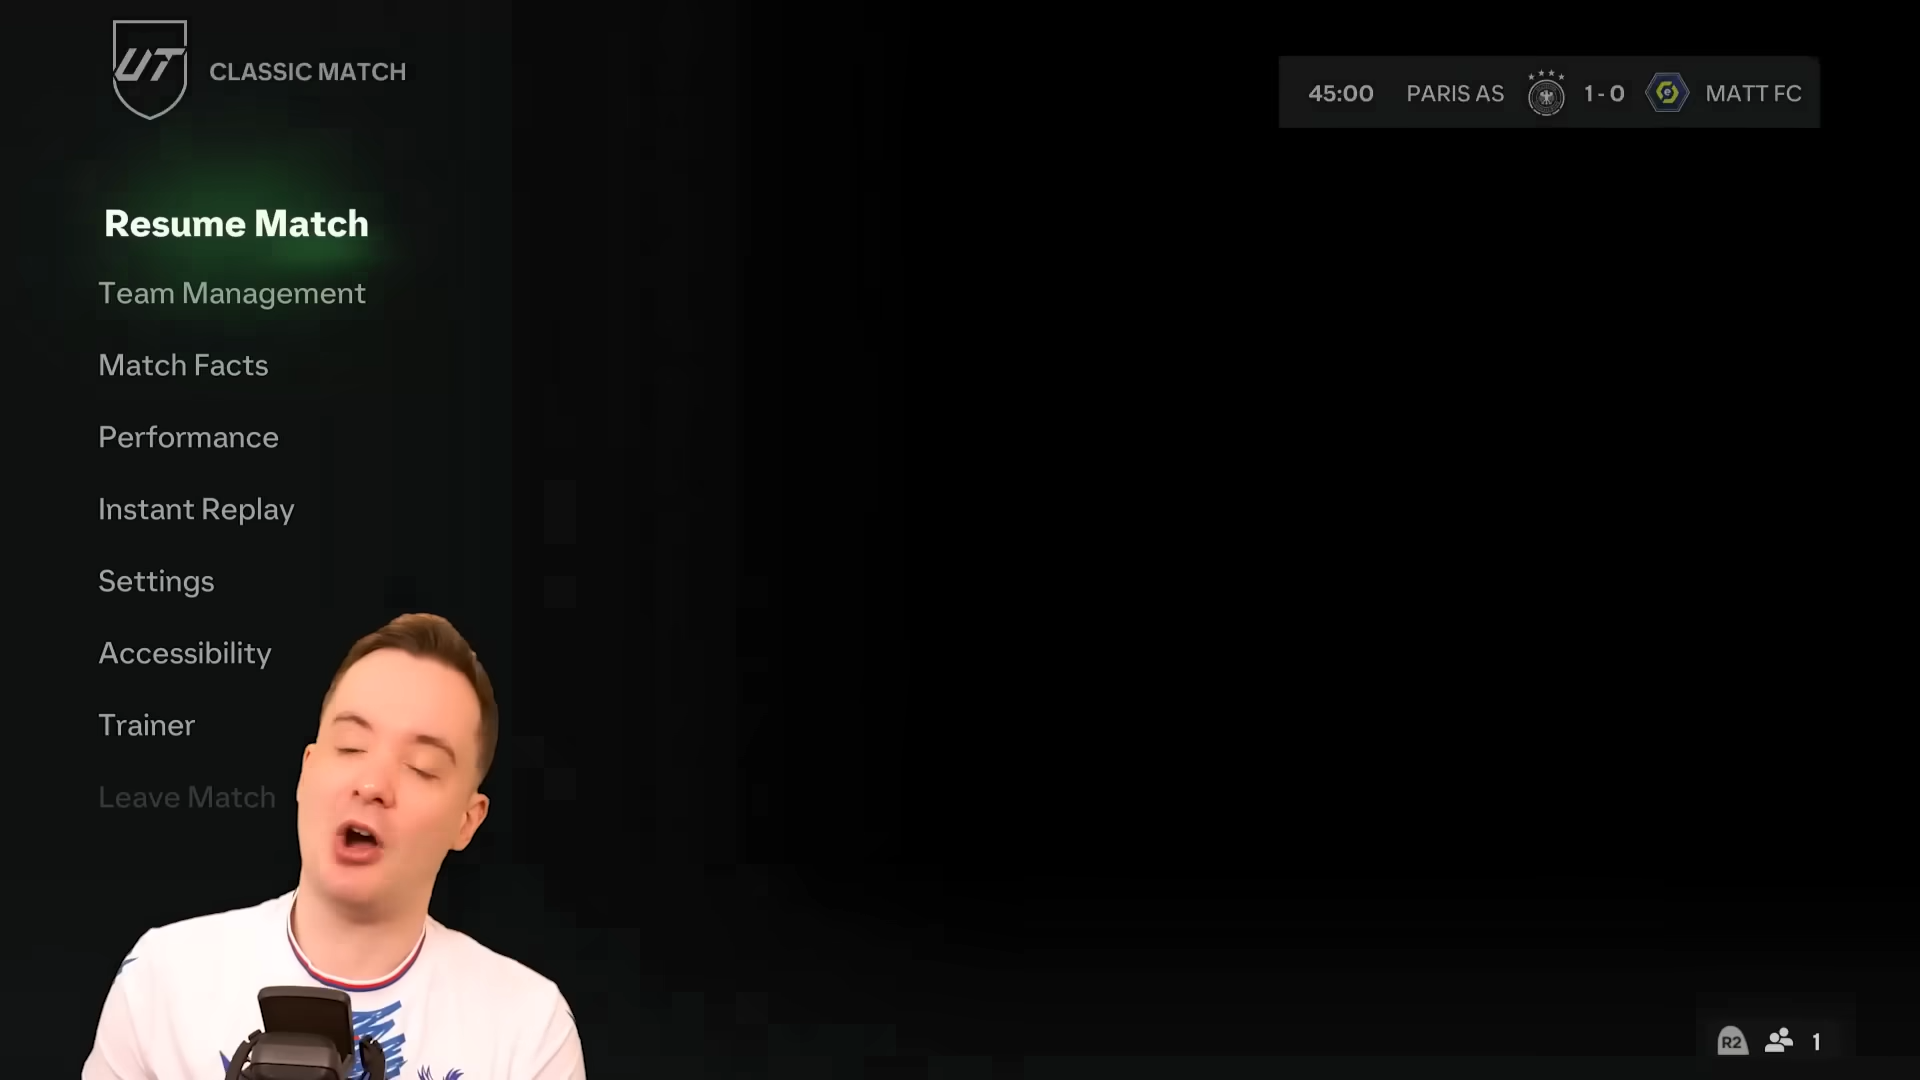 UT CLASSIC MATCH
45:00 PARIS AS 1 - 0 MATT FC
Resume Match
Team Management
Match Facts
Performance
Instant Replay
Settings
Accessibility
Trainer
Leave Match
R2 1